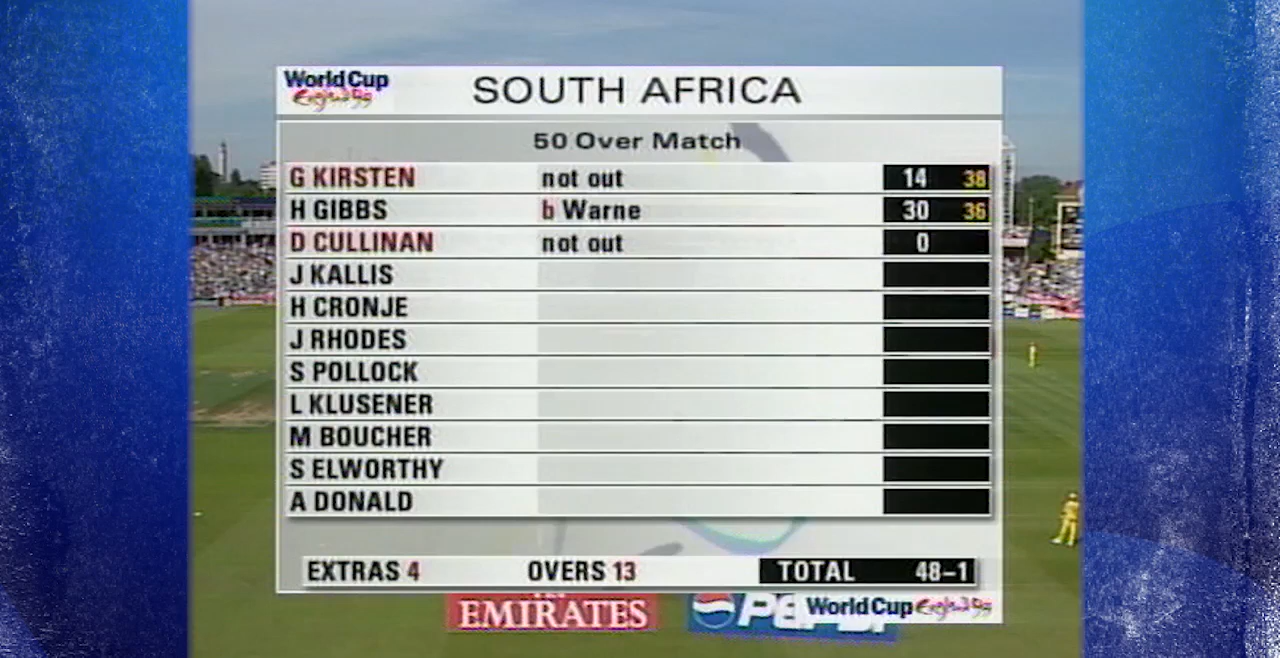 World Cup
England 99
SOUTH AFRICA
50 Over Match
G KIRSTEN not out 14 38
H GIBBS b Warne 30 36
D CULLINAN not out 0
J KALLIS
H CRONJE
J RHODES
S POLLOCK
L KLUSENER
M BOUCHER
S ELWORTHY
A DONALD
EXTRAS 4 OVERS 13 TOTAL 48-1
EMIRATES PEPSI World Cup England 99